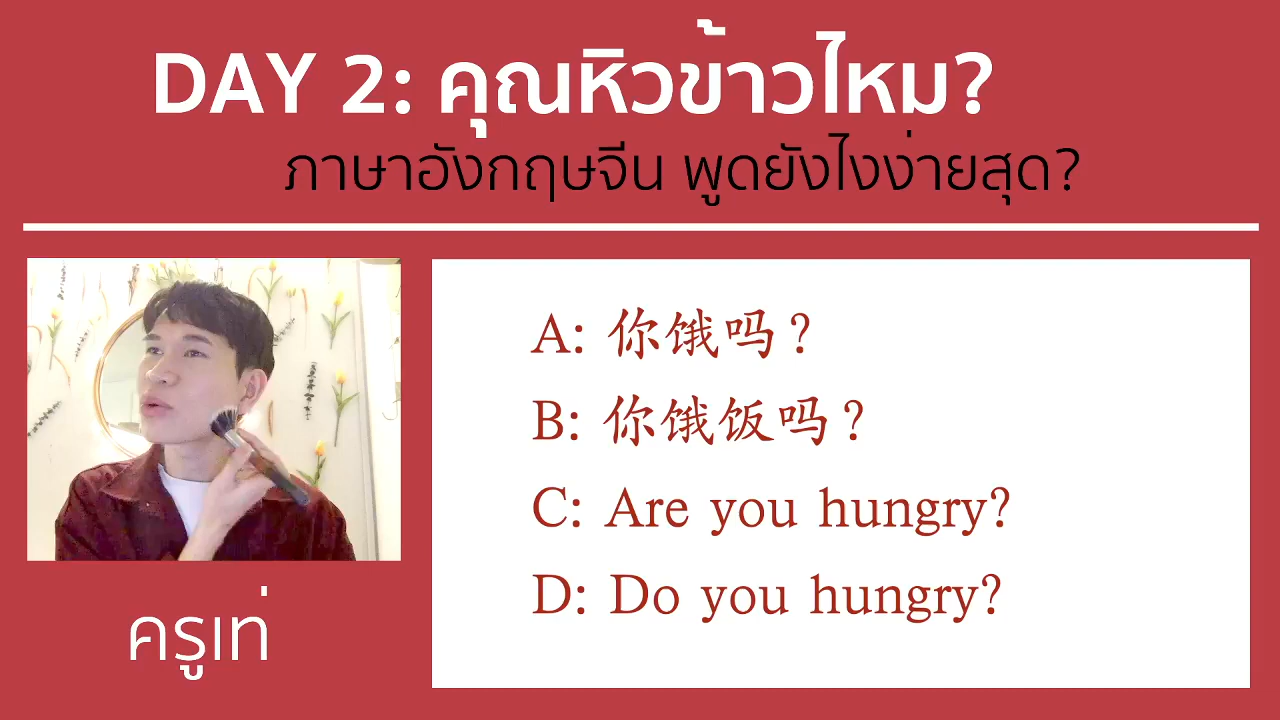 DAY 2: คุณหิวข้าวไหม?
ภาษาอังกฤษจีน พูดยังไงง่ายสุด?
A: 你饿吗？
B: 你饿饭吗？
C: Are you hungry?
D: Do you hungry?
ครูเท่